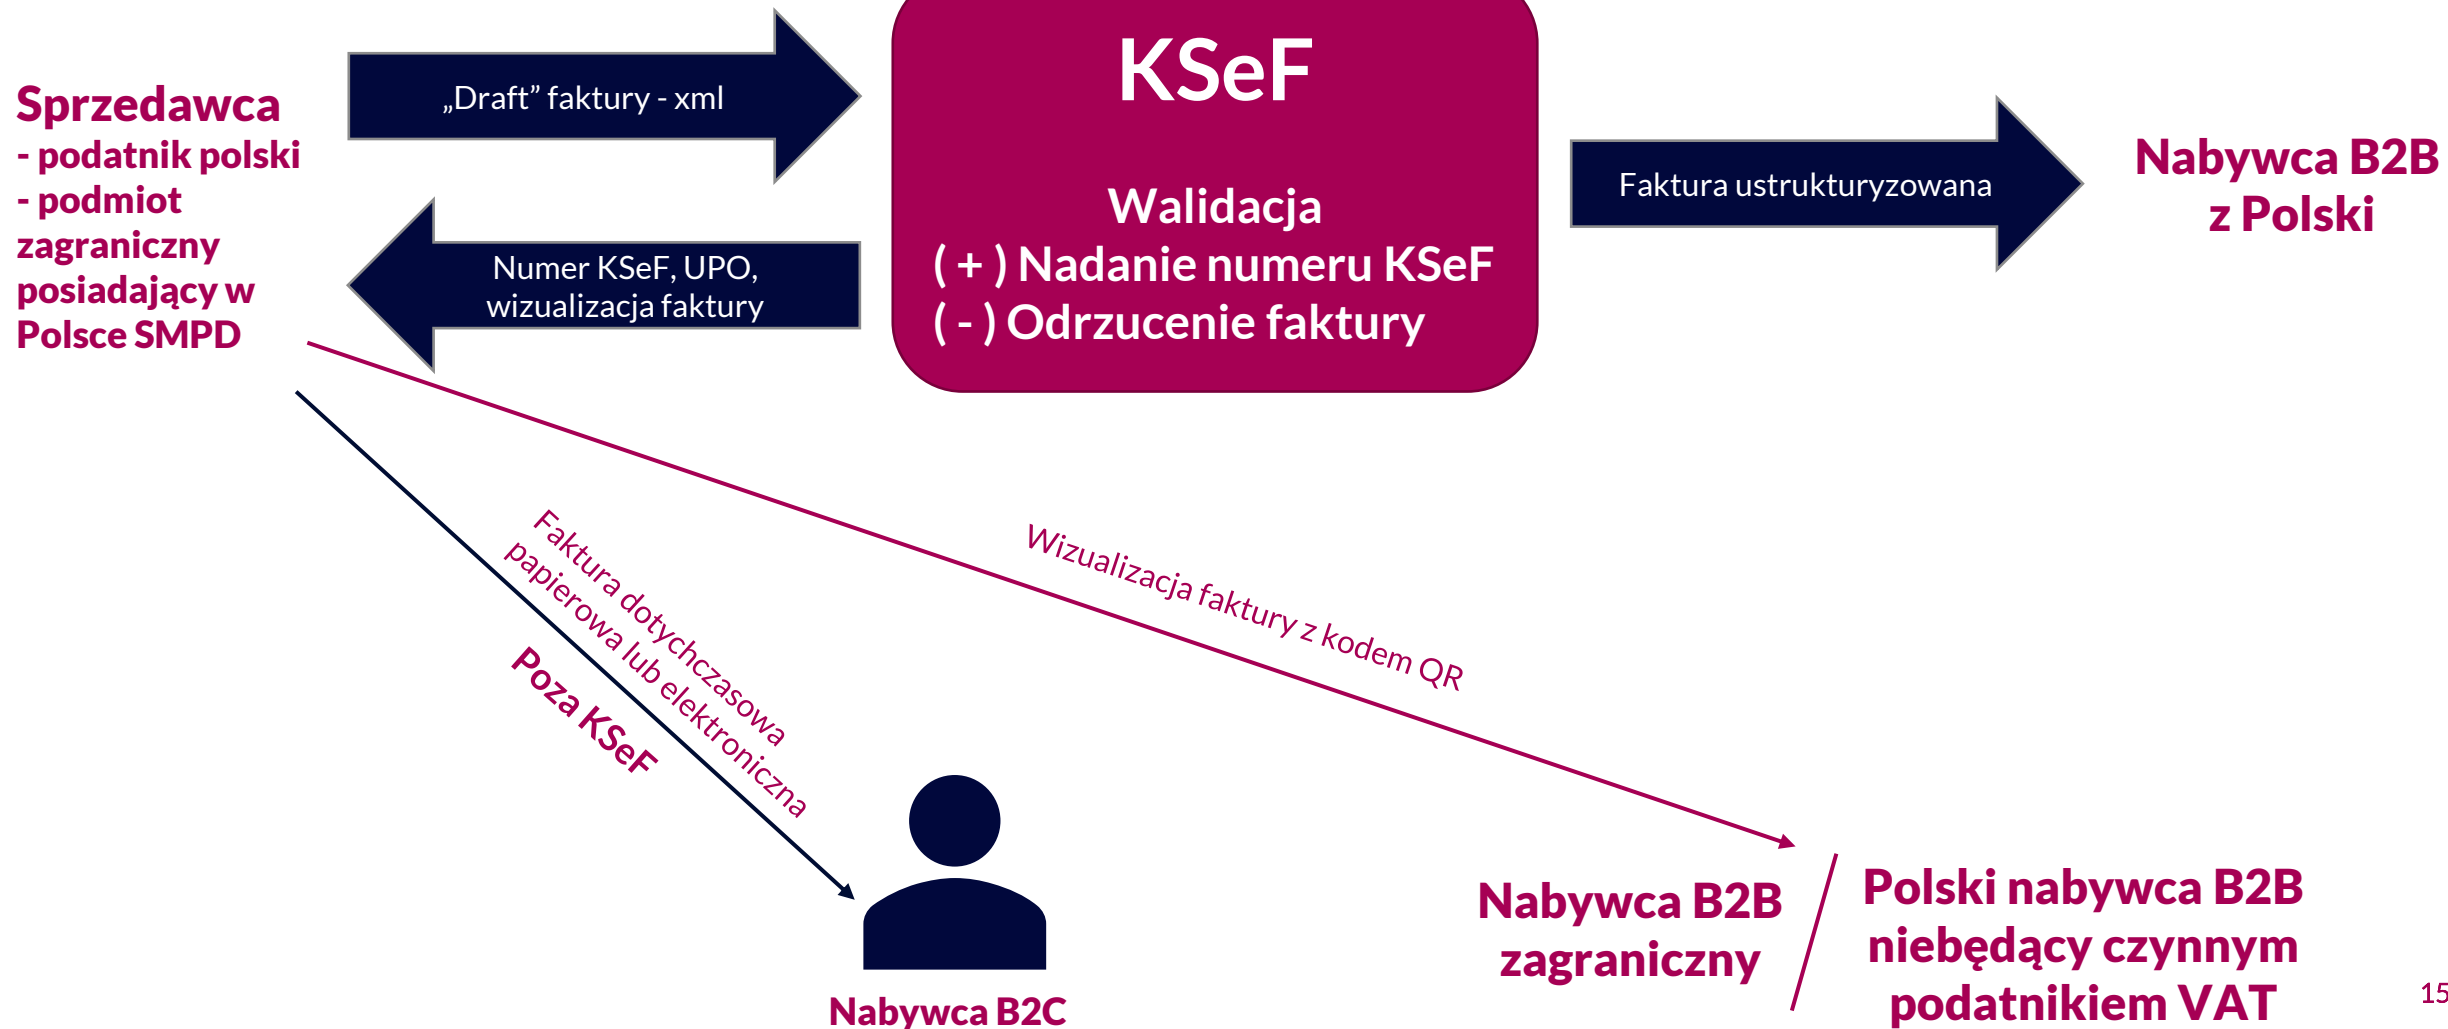 KSeF
Walidacja
( + ) Nadanie numeru KSeF
( - ) Odrzucenie faktury
Sprzedawca
- podatnik polski
- podmiot
zagraniczny
posiadający w
Polsce SMPD
„Draft” faktury - xml
Numer KSeF, UPO,
wizualizacja faktury
Faktura ustrukturyzowana
Nabywca B2B
z Polski
Faktura dotychczasowa
papierowa lub elektroniczna
Poza KSeF
Wizualizacja faktury z kodem QR
Nabywca B2C
Nabywca B2B
zagraniczny
Polski nabywca B2B
niebędący czynnym
podatnikiem VAT
15